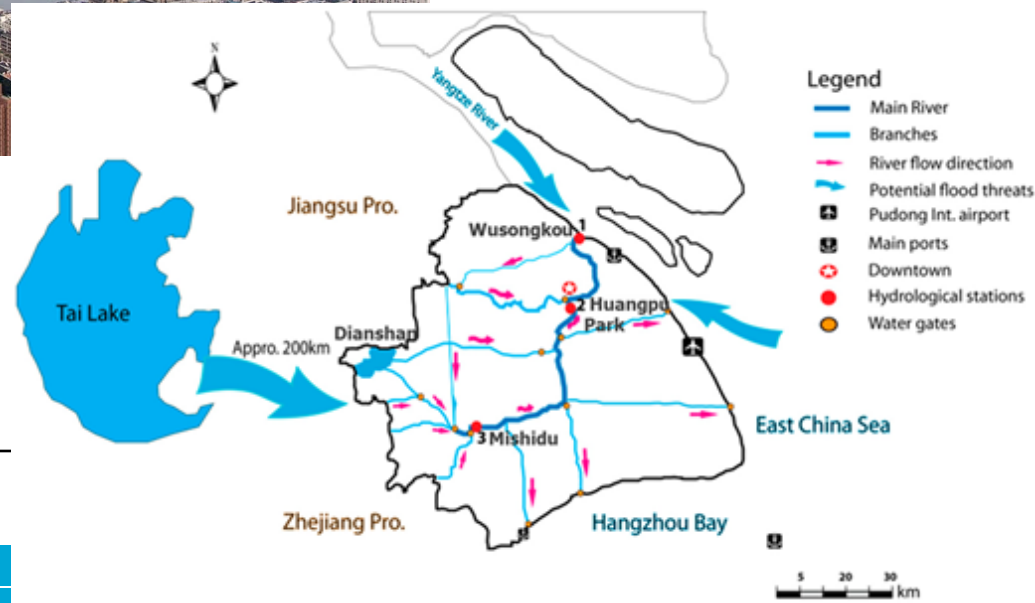 N
Yangtze River
Legend
Main River
Branches
River flow direction
Potential flood threats
Pudong Int. airport
Main ports
Downtown
Hydrological stations
Water gates
Jiangsu Pro.
Wusongkou 1
2 Huangpu
Park
Tai Lake
Dianshan
Appro. 200km
East China Sea
3 Mishidu
Zhejiang Pro.
Hangzhou Bay
5 20 30
km